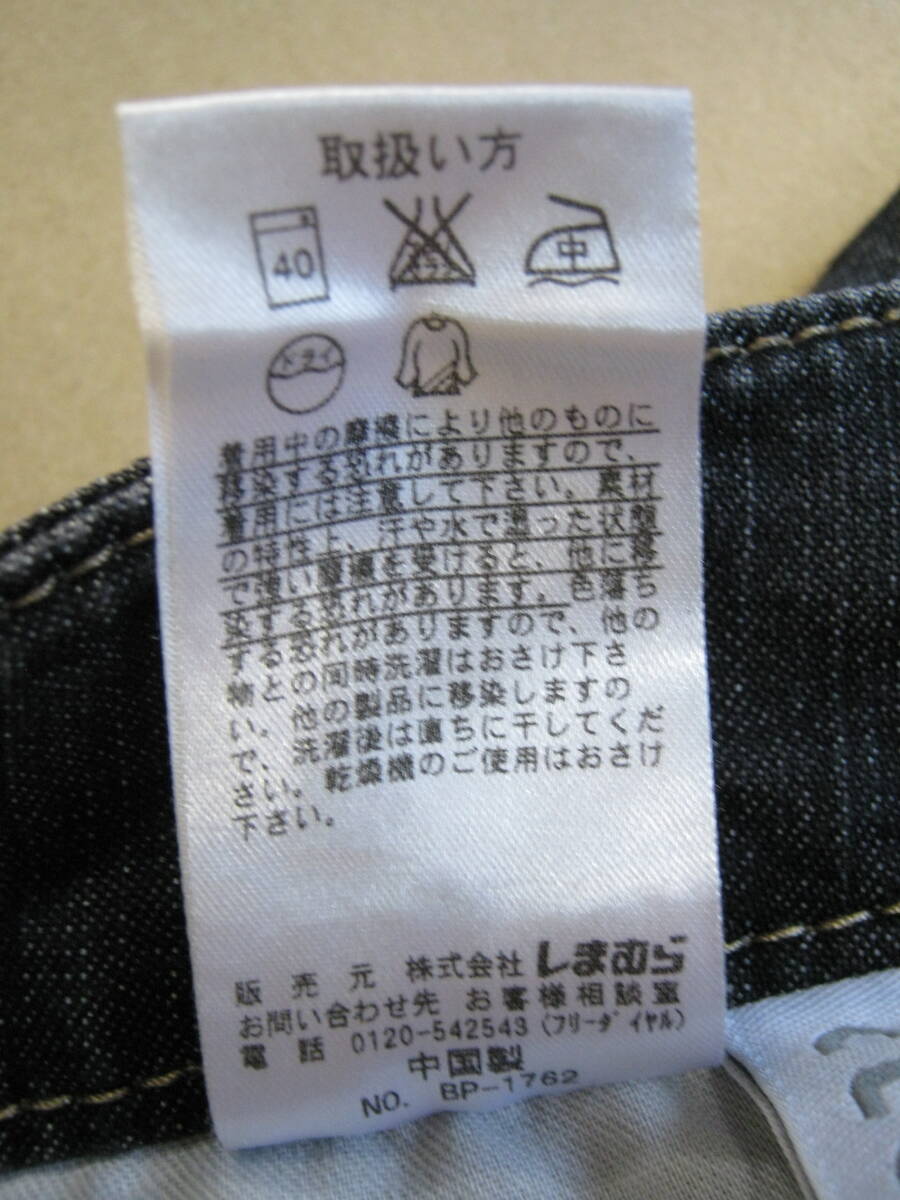 取扱い方
40
エンソ
サラシ
中
ドライ
着用中の摩擦により他のものに
移染する恐れがありますので、
着用には注意して下さい。素材
の特性上、汗や水で湿った状態
で強い摩擦を受けると、他に移
染する恐れがあります。色落ち
すると恐れがありますので、他の
物との同時洗濯はおさけ下さ
い。他の製品に移染しますの
で、洗濯後は直ちに干してくだ
さい。乾燥機のご使用はおさけ
下さい。
販売元 株式会社しまむら
お問い合わせ先 お客様相談室
電話 0120-542543(フリーダイヤル)
中国製
NO. BP-1762